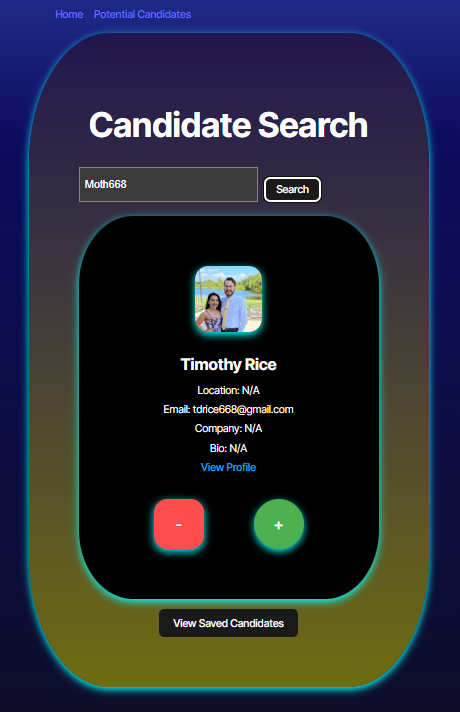 Home Potential Candidates
Candidate Search
Moth668
Search
Timothy Rice
Location: N/A
Email: tdrice668@gmail.com
Company: N/A
Bio: N/A
View Profile
- +
View Saved Candidates